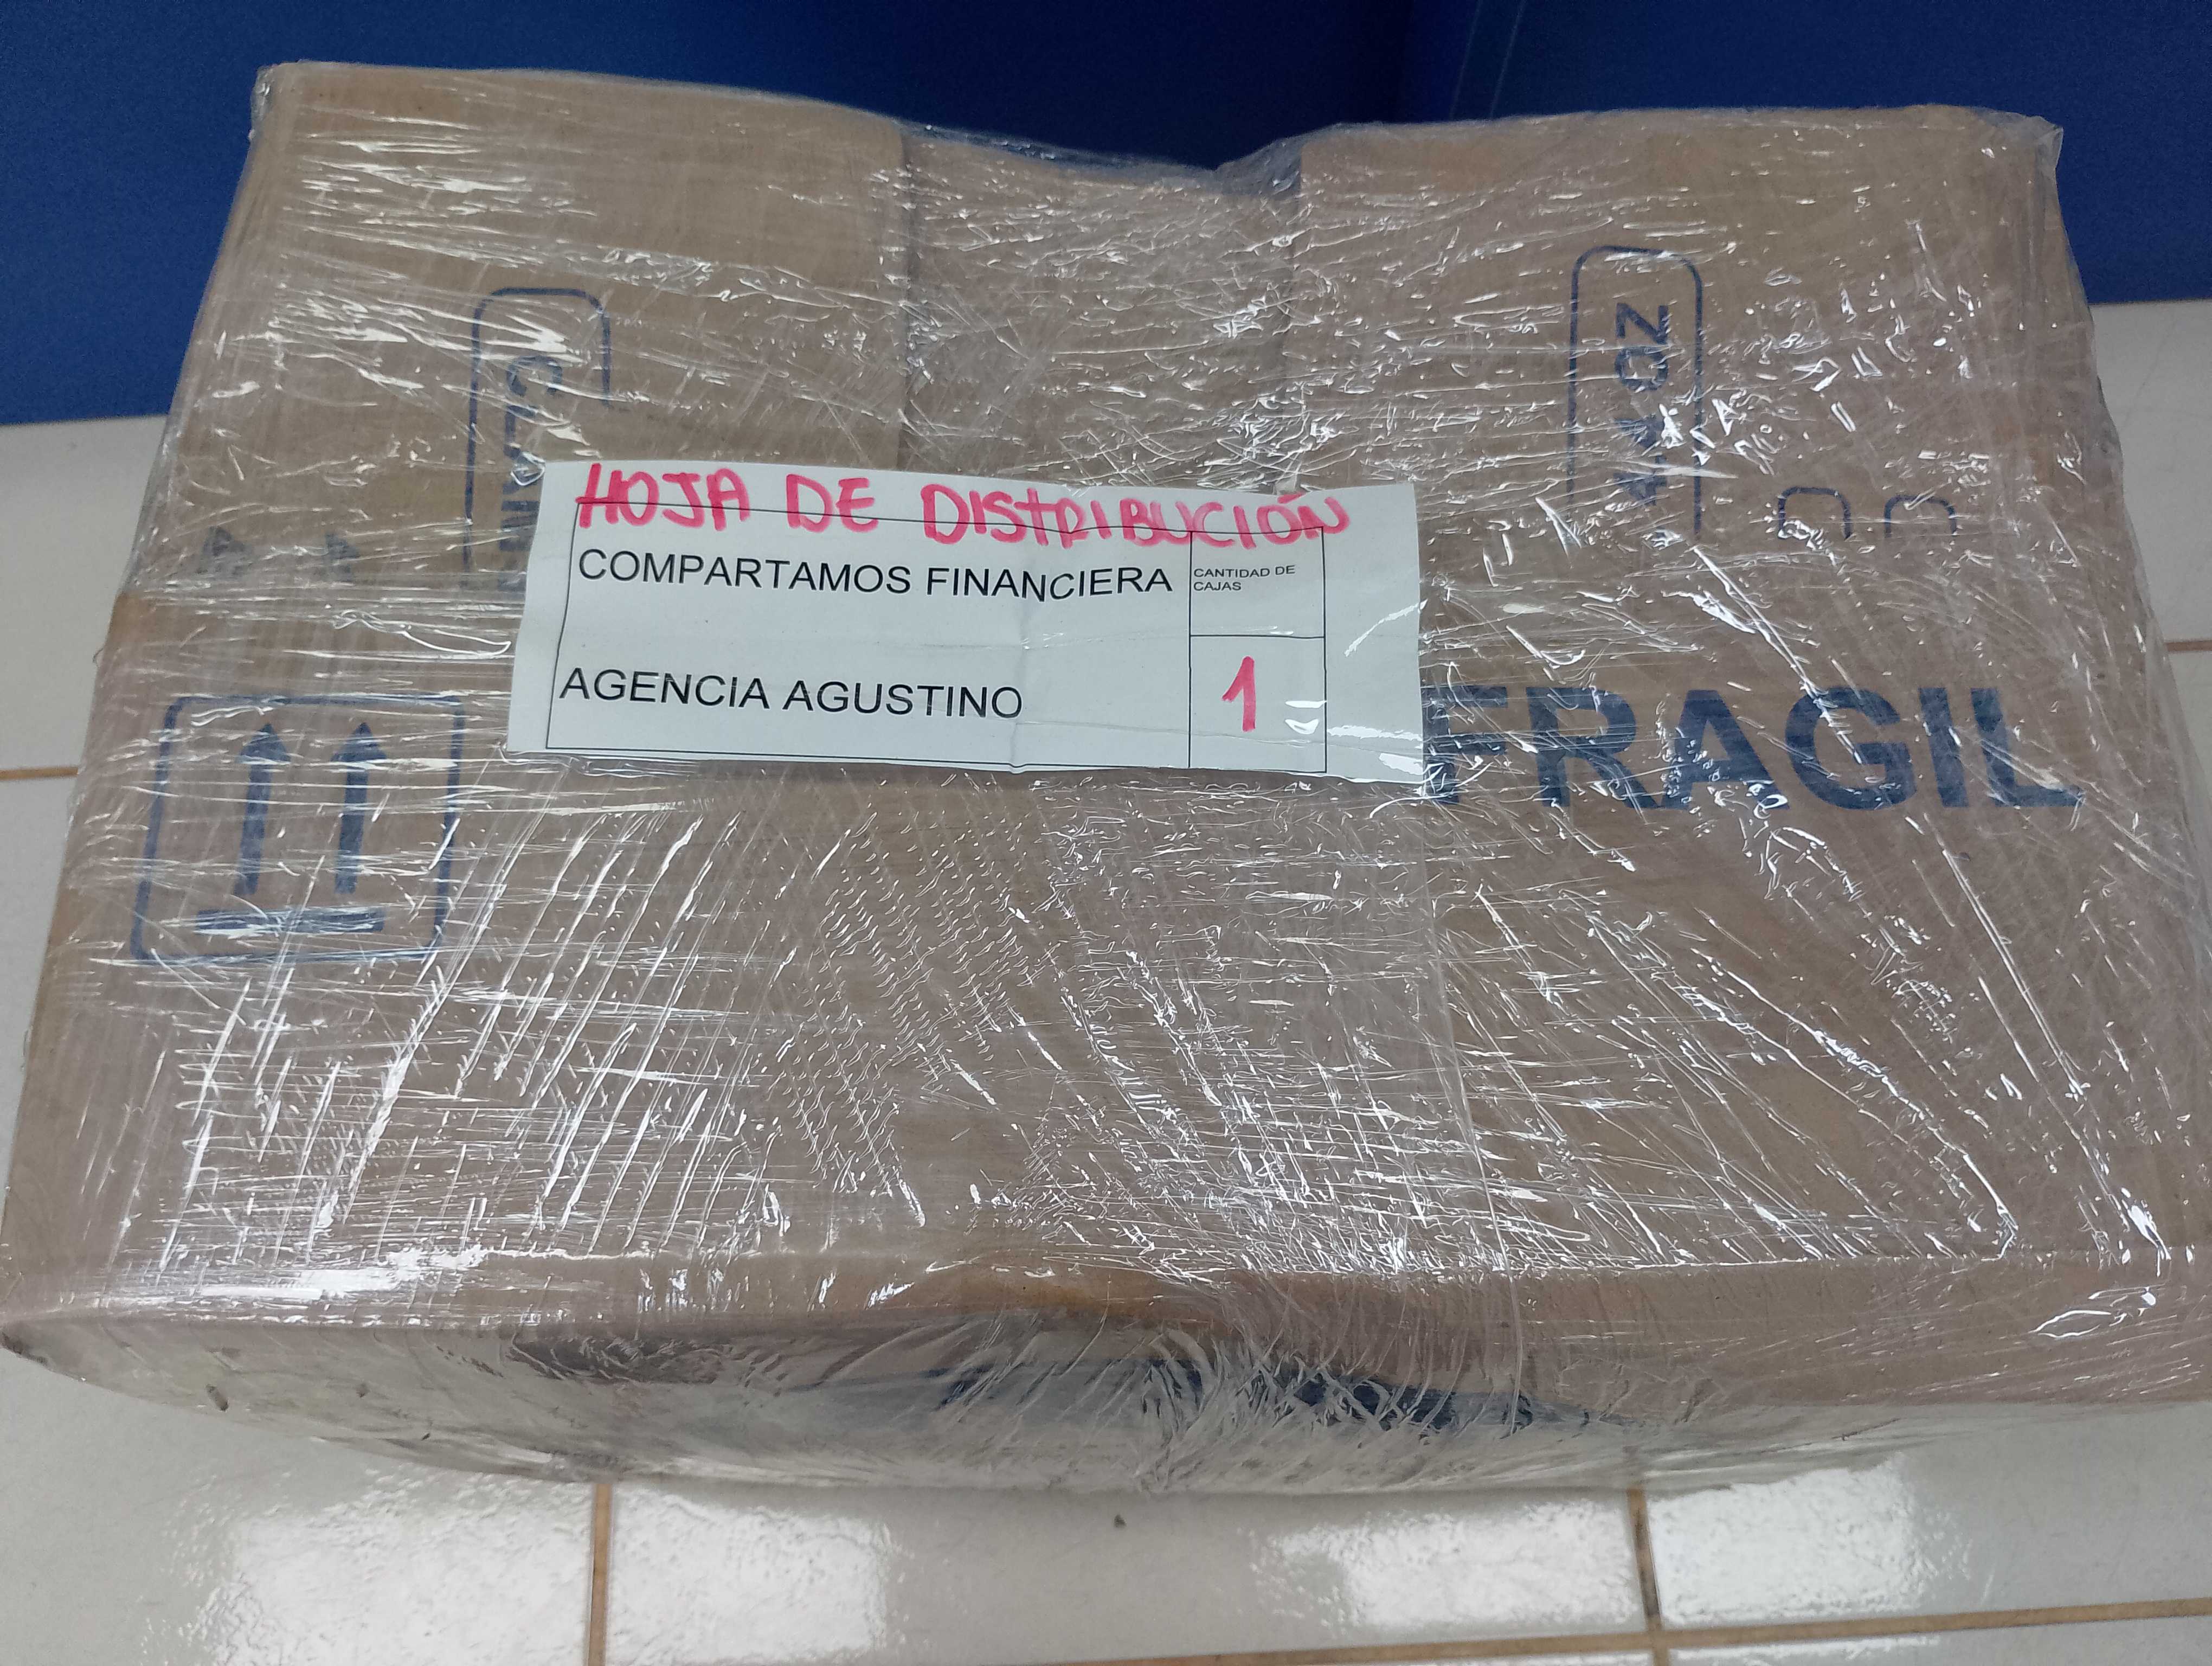 HOJA DE DISTRIBUCIÓN
COMPARTAMOS FINANCIERA
CANTIDAD DE
CAJAS
AGENCIA AGUSTINO
1
FRAGIL